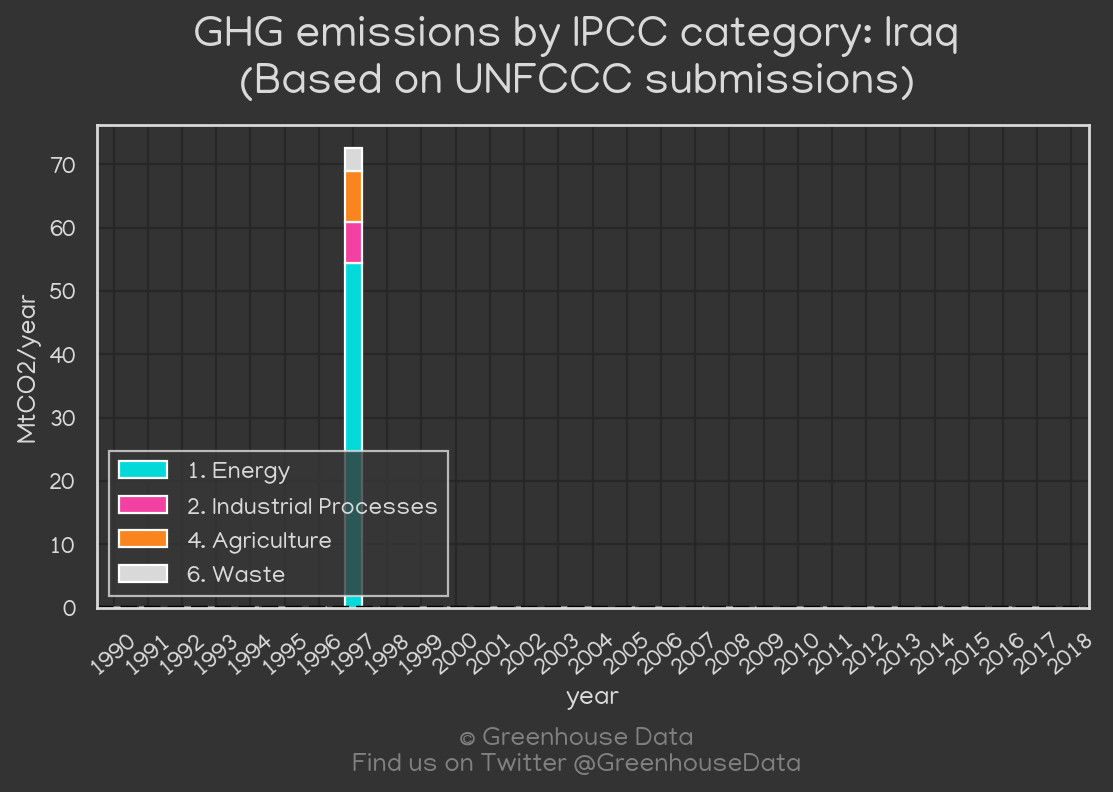 GHG emissions by IPCC category: Iraq
(Based on UNFCCC submissions)
MtCO2/year
70
60
50
40
30
20
10
0
1. Energy
2. Industrial Processes
4. Agriculture
6. Waste
1990 1991 1992 1993 1994 1995 1996 1997 1998 1999 2000 2001 2002 2003 2004 2005 2006 2007 2008 2009 2010 2011 2012 2013 2014 2015 2016 2017 2018
year
© Greenhouse Data
Find us on Twitter @GreenhouseData